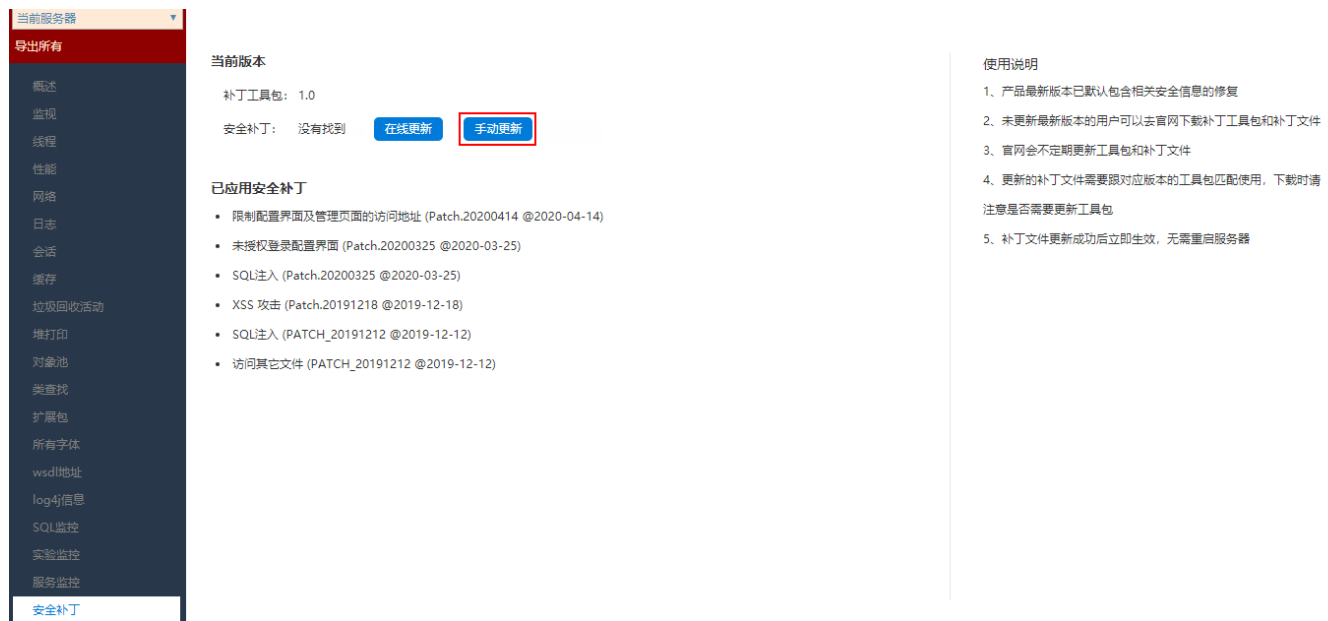 当前服务器
导出所有
概述
监视
线程
性能
网络
日志
会话
缓存
垃圾回收活动
堆打印
对象池
类查找
扩展包
所有字体
wsdl地址
log4j信息
SQL监控
实验监控
服务监控
安全补丁
当前版本
补丁工具包： 1.0
安全补丁： 没有找到 在线更新 手动更新
已应用安全补丁
• 限制配置界面及管理页面的访问地址 (Patch.20200414 @2020-04-14)
• 未授权登录配置界面 (Patch.20200325 @2020-03-25)
• SQL注入 (Patch.20200325 @2020-03-25)
• XSS 攻击 (Patch.20191218 @2019-12-18)
• SQL注入 (PATCH_20191212 @2019-12-12)
• 访问其它文件 (PATCH_20191212 @2019-12-12)
使用说明
1、产品最新版本已默认包含相关安全信息的修复
2、未更新最新版本的用户可以去官网下载补丁工具包和补丁文件
3、官网会不定期更新工具包和补丁文件
4、更新的补丁文件需要跟对应版本的工具包匹配使用，下载时请
注意是否需要更新工具包
5、补丁文件更新成功后立即生效，无需重启服务器